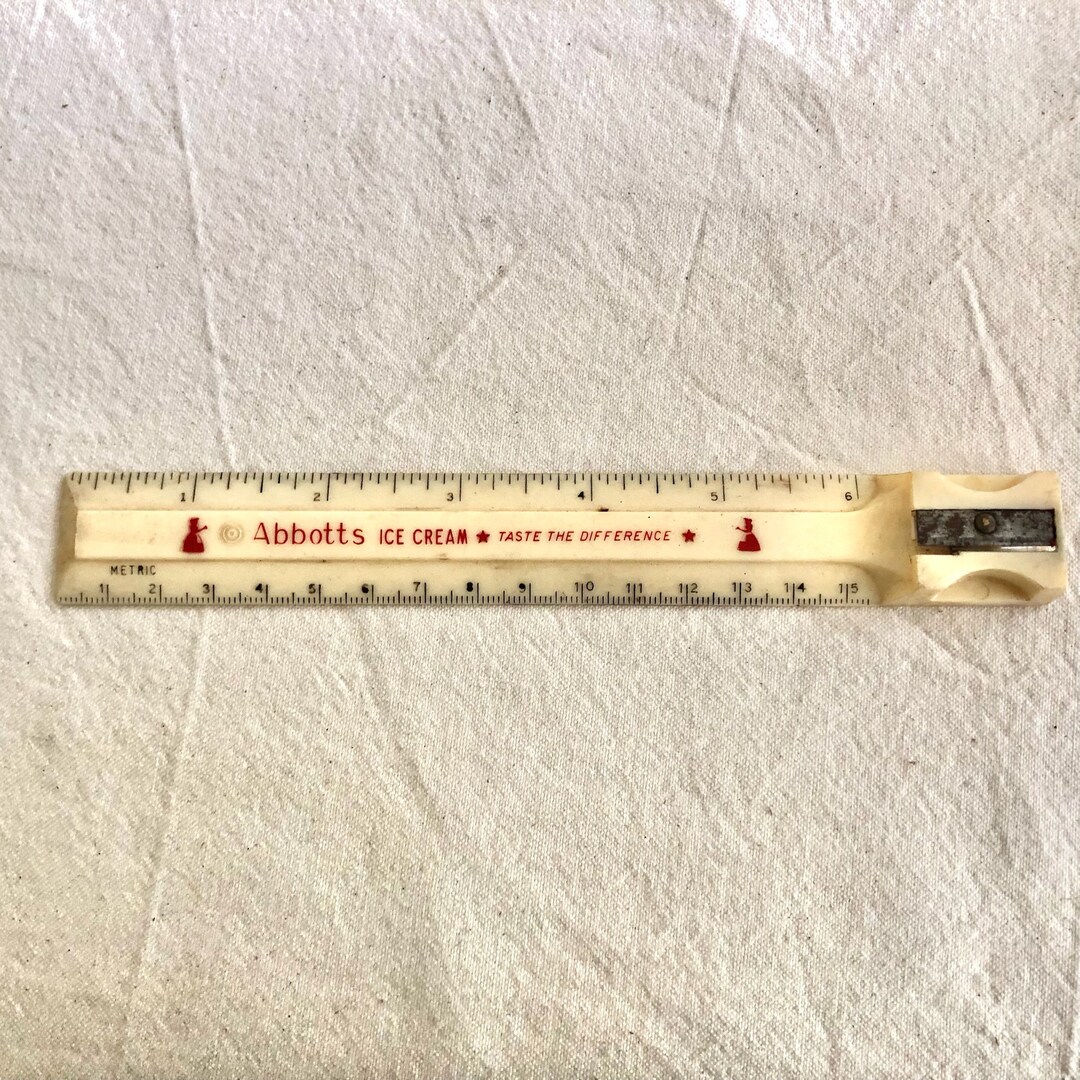 1 2 3 4 5 6
Abbotts ICE CREAM ★ TASTE THE DIFFERENCE ★
METRIC
1 2 3 4 5 6 7 8 9 10 11 12 13 14 15